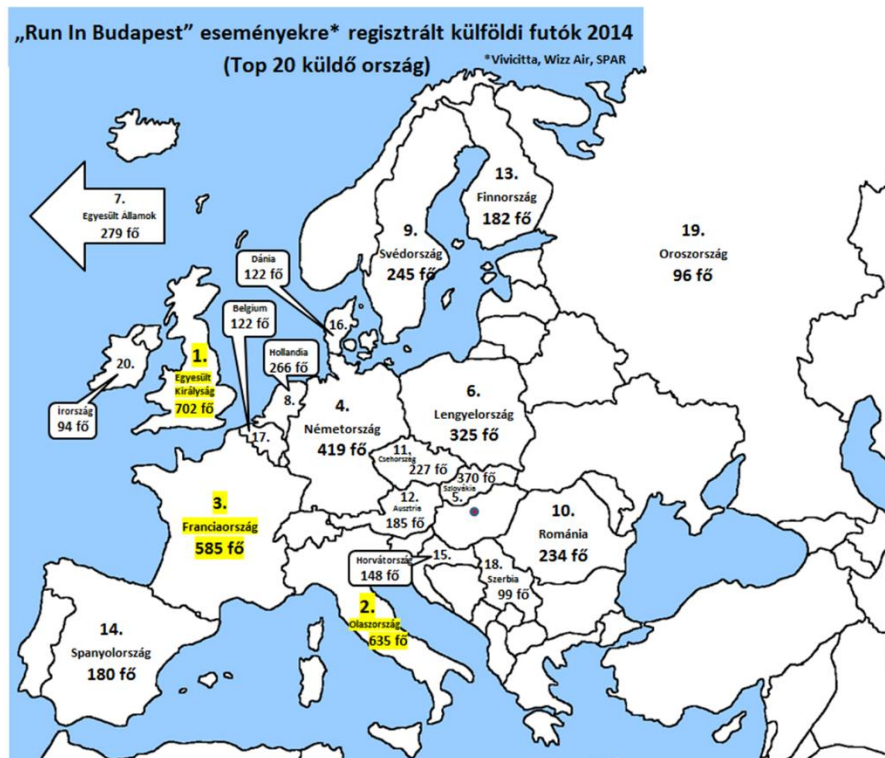 „Run In Budapest” eseményekre* regisztrált külföldi futók 2014
(Top 20 küldő ország)
*Vivicitta, Wizz Air, SPAR
7.
Egyesült Államok
279 fő
13.
Finnország
182 fő
9.
Svédország
245 fő
19.
Oroszország
96 fő
Dánia
122 fő
16.
Belgium
122 fő
17.
Hollandia
266 fő
8.
20.
Írország
94 fő
1.
Egyesült
Királyság
702 fő
4.
Németország
419 fő
6.
Lengyelország
325 fő
11.
Csehország
227 fő
370 fő
Szlovákia
5.
12.
Ausztria
185 fő
3.
Franciaország
585 fő
10.
Románia
234 fő
Horvátország
148 fő
15.
18.
Szerbia
99 fő
2.
Olaszország
635 fő
14.
Spanyolország
180 fő